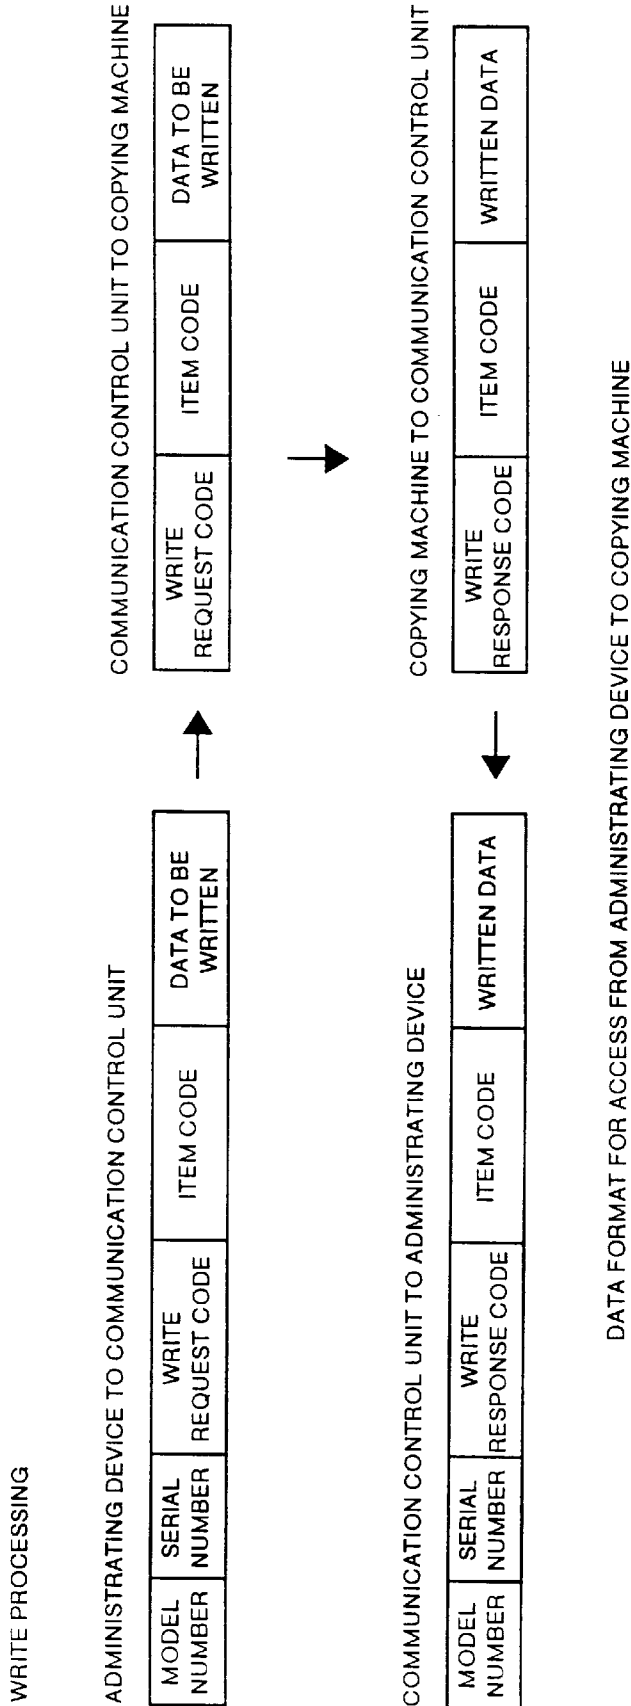 WRITE PROCESSING
ADMINISTRATING DEVICE TO COMMUNICATION CONTROL UNIT
MODEL
NUMBER
SERIAL
NUMBER
WRITE
REQUEST CODE
ITEM CODE
DATA TO BE
WRITTEN
COMMUNICATION CONTROL UNIT TO COPYING MACHINE
WRITE
REQUEST CODE
ITEM CODE
DATA TO BE
WRITTEN
COMMUNICATION CONTROL UNIT TO ADMINISTRATING DEVICE
MODEL
NUMBER
SERIAL
NUMBER
WRITE
RESPONSE CODE
ITEM CODE
WRITTEN DATA
COPYING MACHINE TO COMMUNICATION CONTROL UNIT
WRITE
RESPONSE CODE
ITEM CODE
WRITTEN DATA
DATA FORMAT FOR ACCESS FROM ADMINISTRATING DEVICE TO COPYING MACHINE